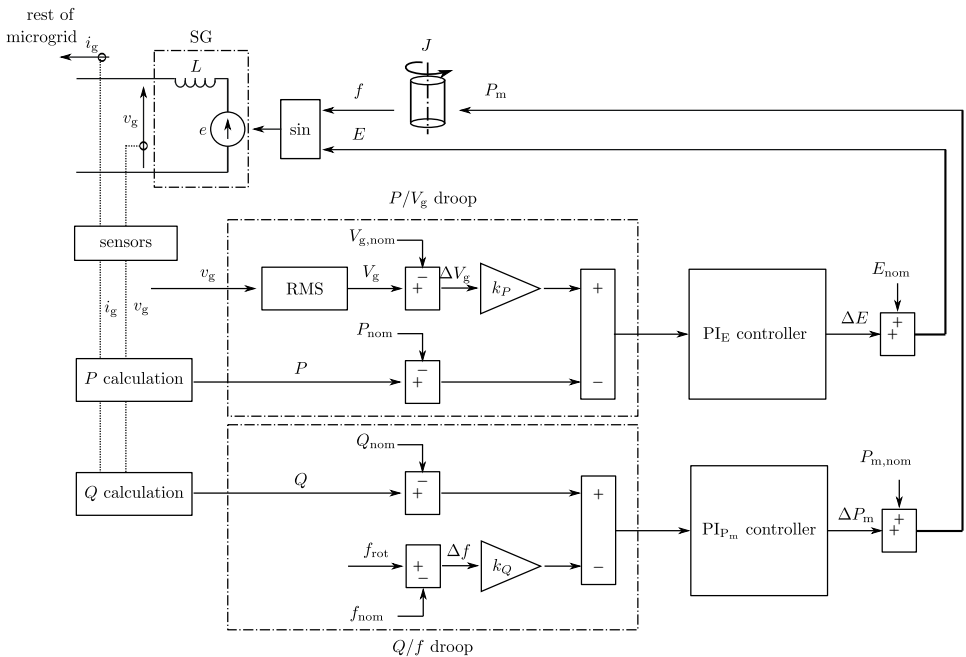 rest of
microgrid
i_g
SG
L
v_g
e
sin
f
E
J
P_m
P/V_g droop
sensors
v_g
RMS
V_g
V_g,nom
−
+
ΔV_g
k_P
+
−
i_g
v_g
P calculation
P
P_nom
−
+
PI_E controller
ΔE
E_nom
+
+
Q calculation
Q
Q_nom
−
+
+
−
f_rot
+
−
Δf
k_Q
f_nom
PI_P_m controller
ΔP_m
P_m,nom
+
+
Q/f droop